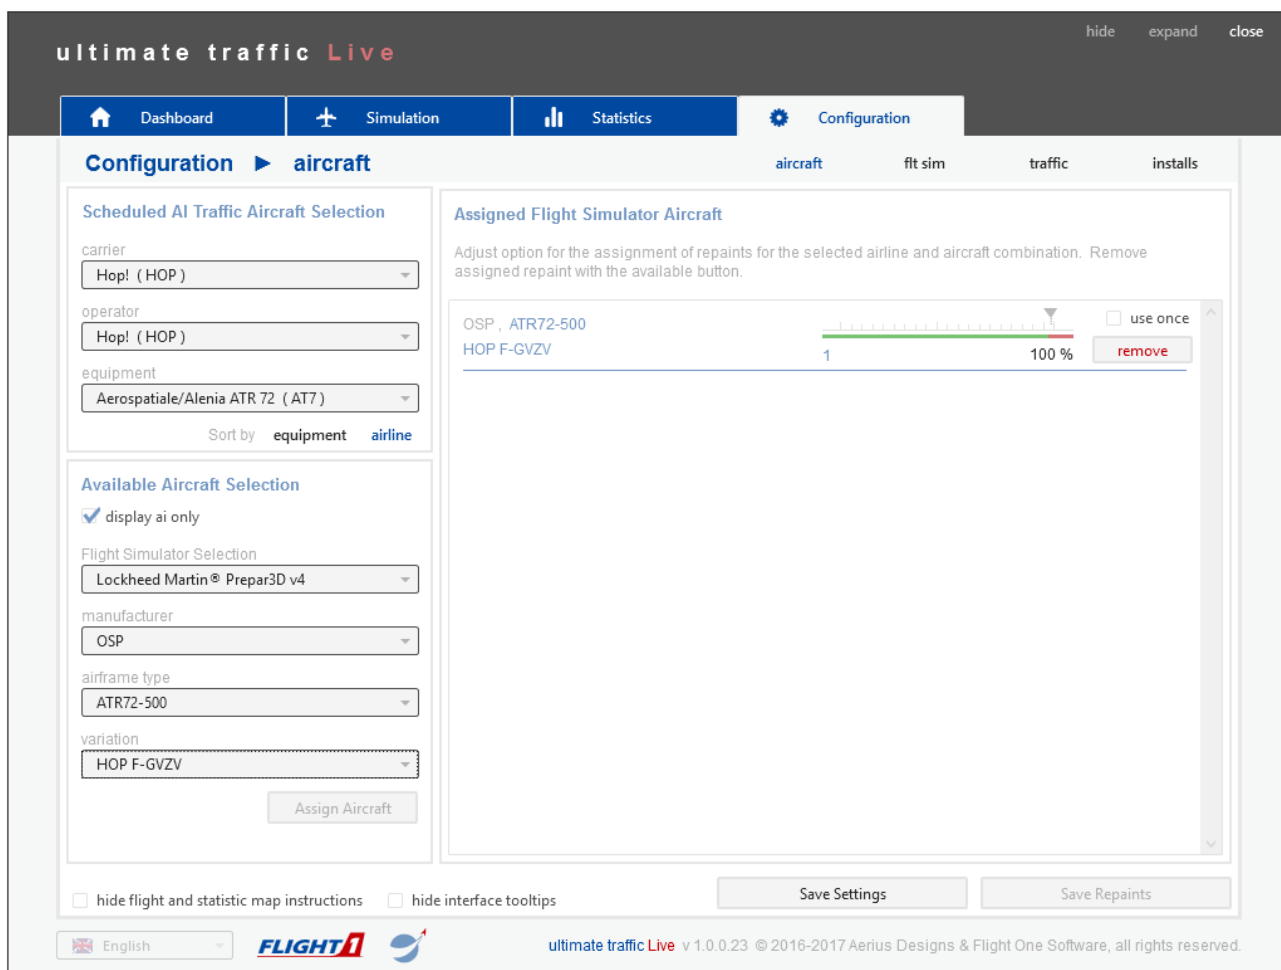 hide expand close
ultimate traffic Live
Dashboard Simulation Statistics Configuration
Configuration ► aircraft
aircraft flt sim traffic installs
Scheduled AI Traffic Aircraft Selection
carrier
Hop! ( HOP )
operator
Hop! ( HOP )
equipment
Aerospatiale/Alenia ATR 72 ( AT7 )
Sort by equipment airline
Available Aircraft Selection
display ai only
Flight Simulator Selection
Lockheed Martin® Prepar3D v4
manufacturer
OSP
airframe type
ATR72-500
variation
HOP F-GVZV
Assign Aircraft
Assigned Flight Simulator Aircraft
Adjust option for the assignment of repaints for the selected airline and aircraft combination. Remove
assigned repaint with the available button.
OSP , ATR72-500
use once
HOP F-GVZV
1 100 %
remove
hide flight and statistic map instructions hide interface tooltips
Save Settings Save Repaints
English
FLIGHT1
ultimate traffic Live v 1.0.0.23 © 2016-2017 Aerius Designs & Flight One Software, all rights reserved.